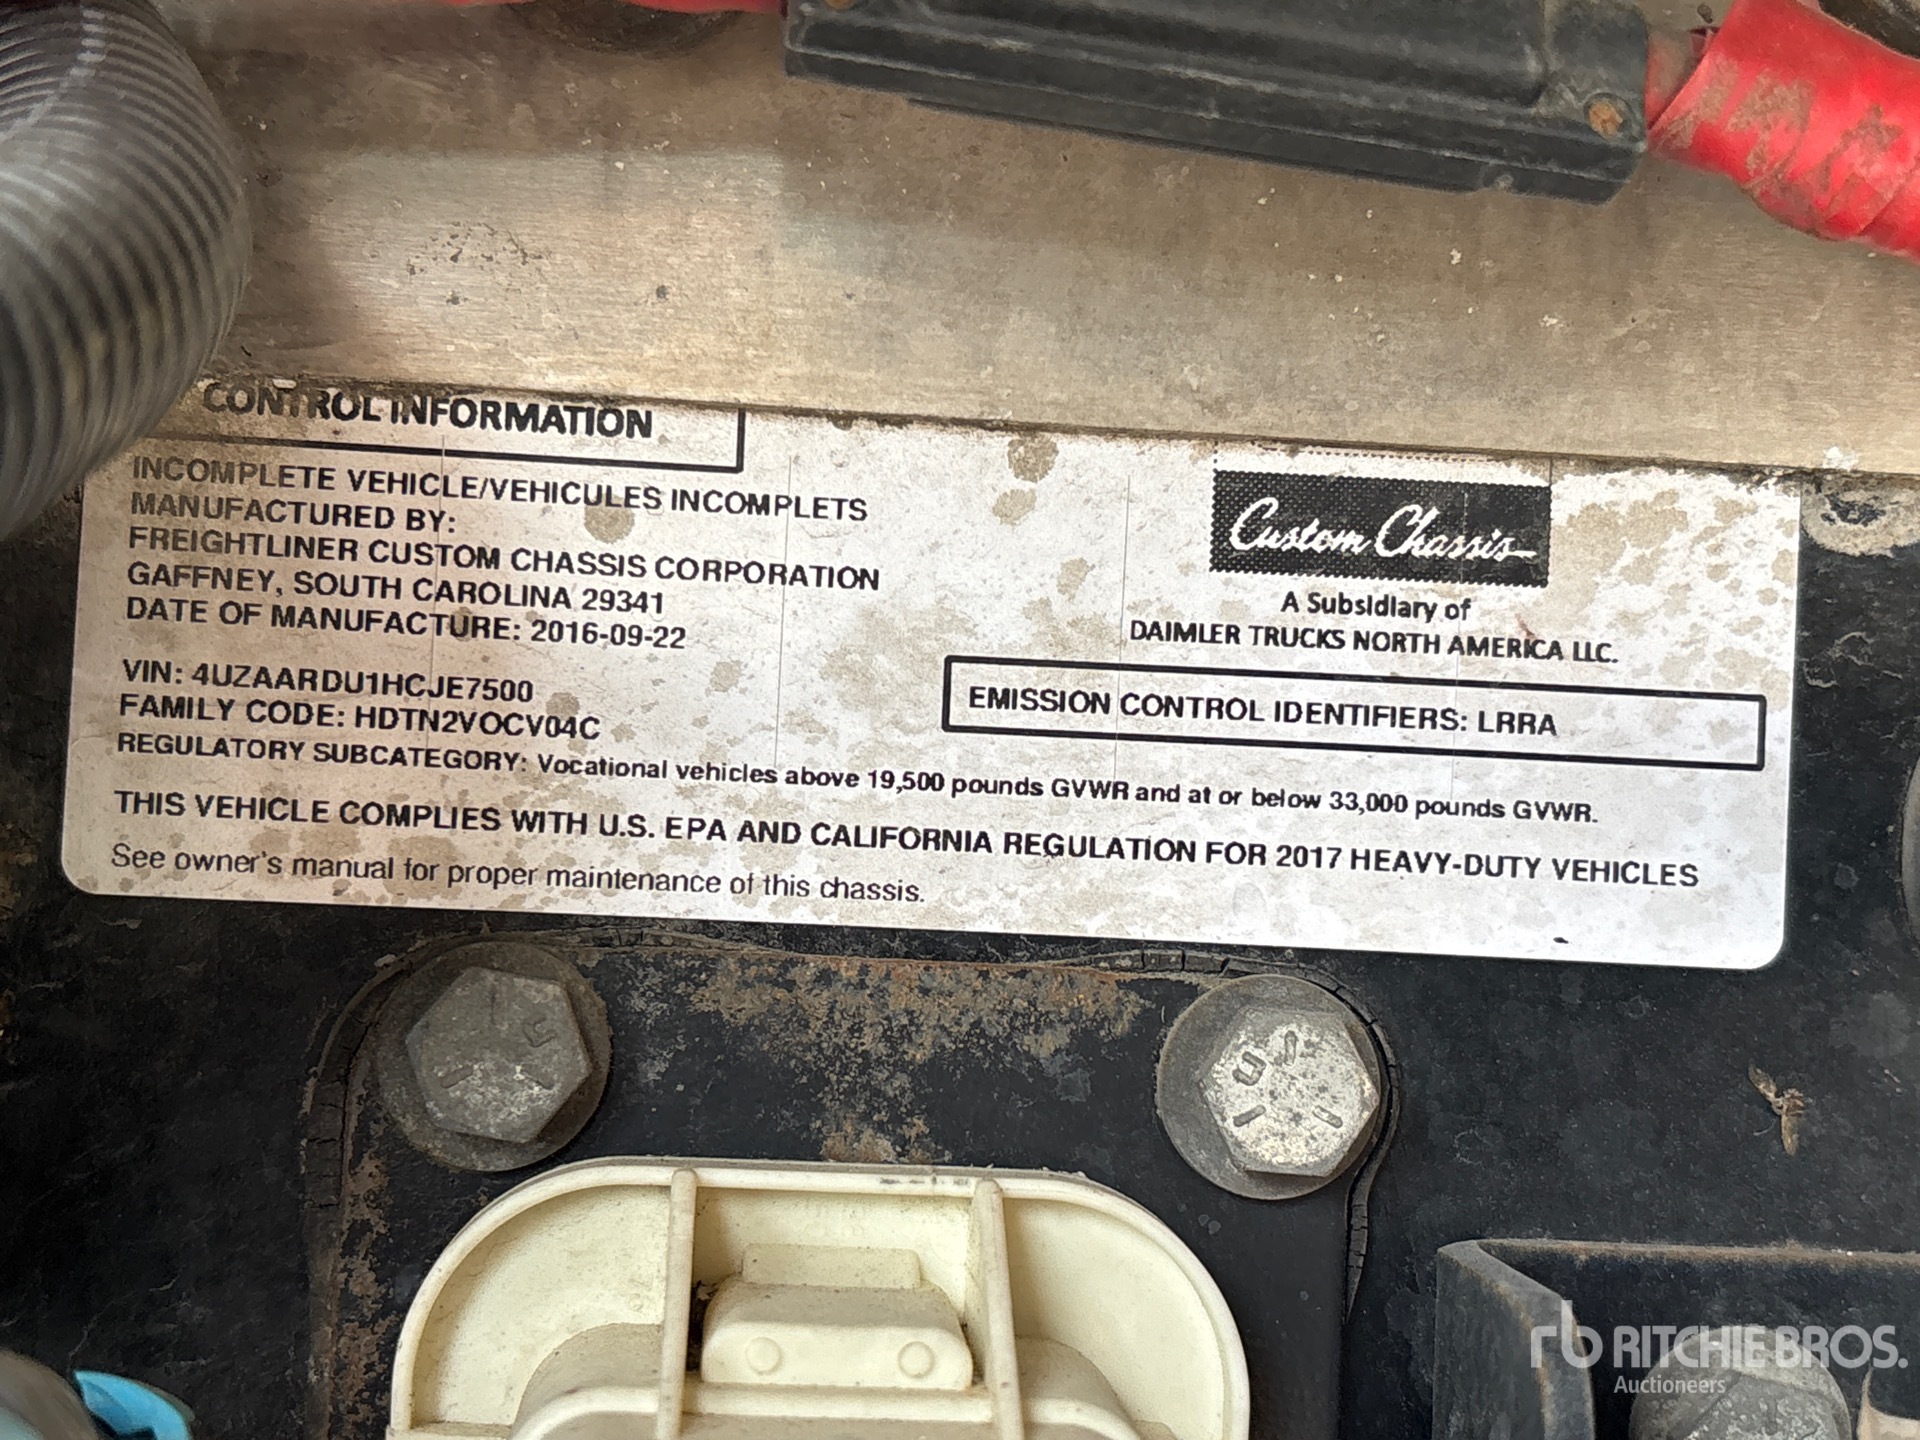 CONTROL INFORMATION
INCOMPLETE VEHICLE/VEHICULES INCOMPLETS
MANUFACTURED BY:
FREIGHTLINER CUSTOM CHASSIS CORPORATION
GAFFNEY, SOUTH CAROLINA 29341
DATE OF MANUFACTURE: 2016-09-22
VIN: 4UZAARDU1HCJE7500
FAMILY CODE: HDTN2VOCV04C
REGULATORY SUBCATEGORY: Vocational vehicles above 19,500 pounds GVWR and at or below 33,000 pounds GVWR.
THIS VEHICLE COMPLIES WITH U.S. EPA AND CALIFORNIA REGULATION FOR 2017 HEAVY-DUTY VEHICLES
See owner's manual for proper maintenance of this chassis.
Custom Chassis
A Subsidiary of
DAIMLER TRUCKS NORTH AMERICA LLC.
EMISSION CONTROL IDENTIFIERS: LRRA
rb RITCHIE BROS.
Auctioneers